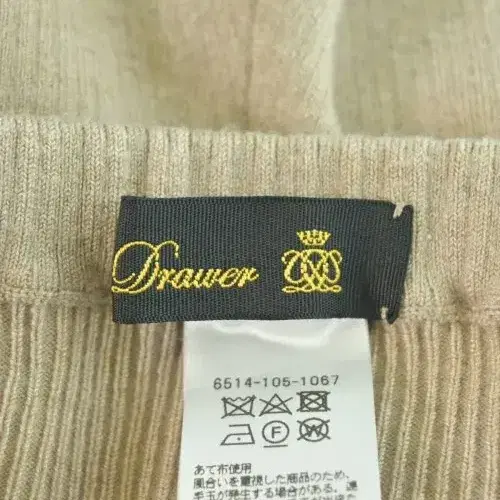 Drawer
6514-105-1067
あて布使用
風合いを重視した商品のため、
毛玉が発生する場合がある。